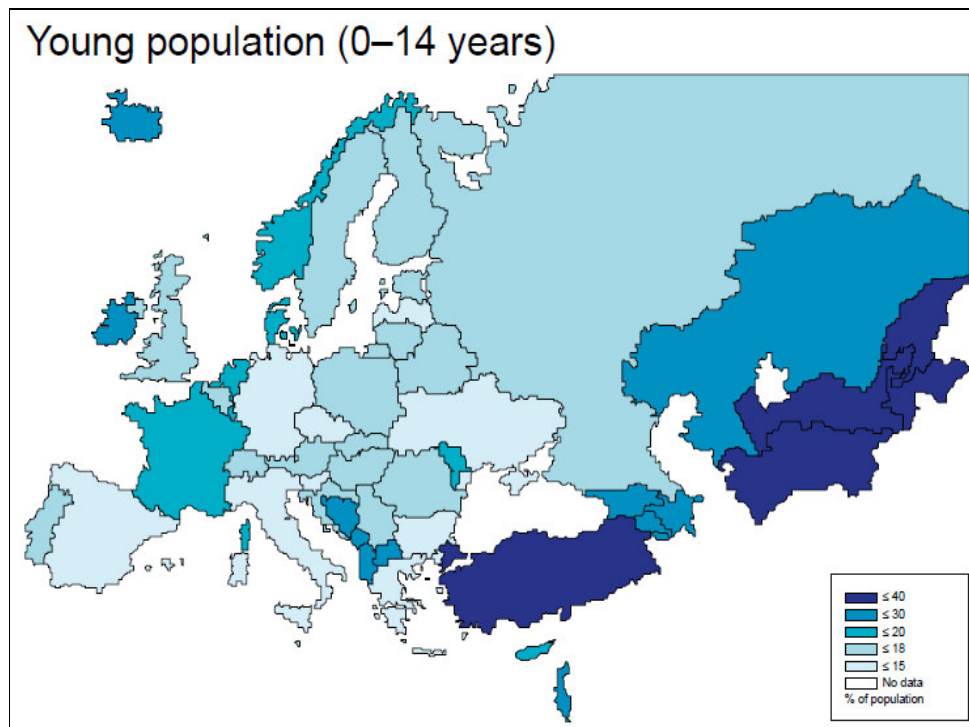 Young population (0–14 years)
≤ 40
≤ 30
≤ 20
≤ 18
≤ 15
No data
% of population